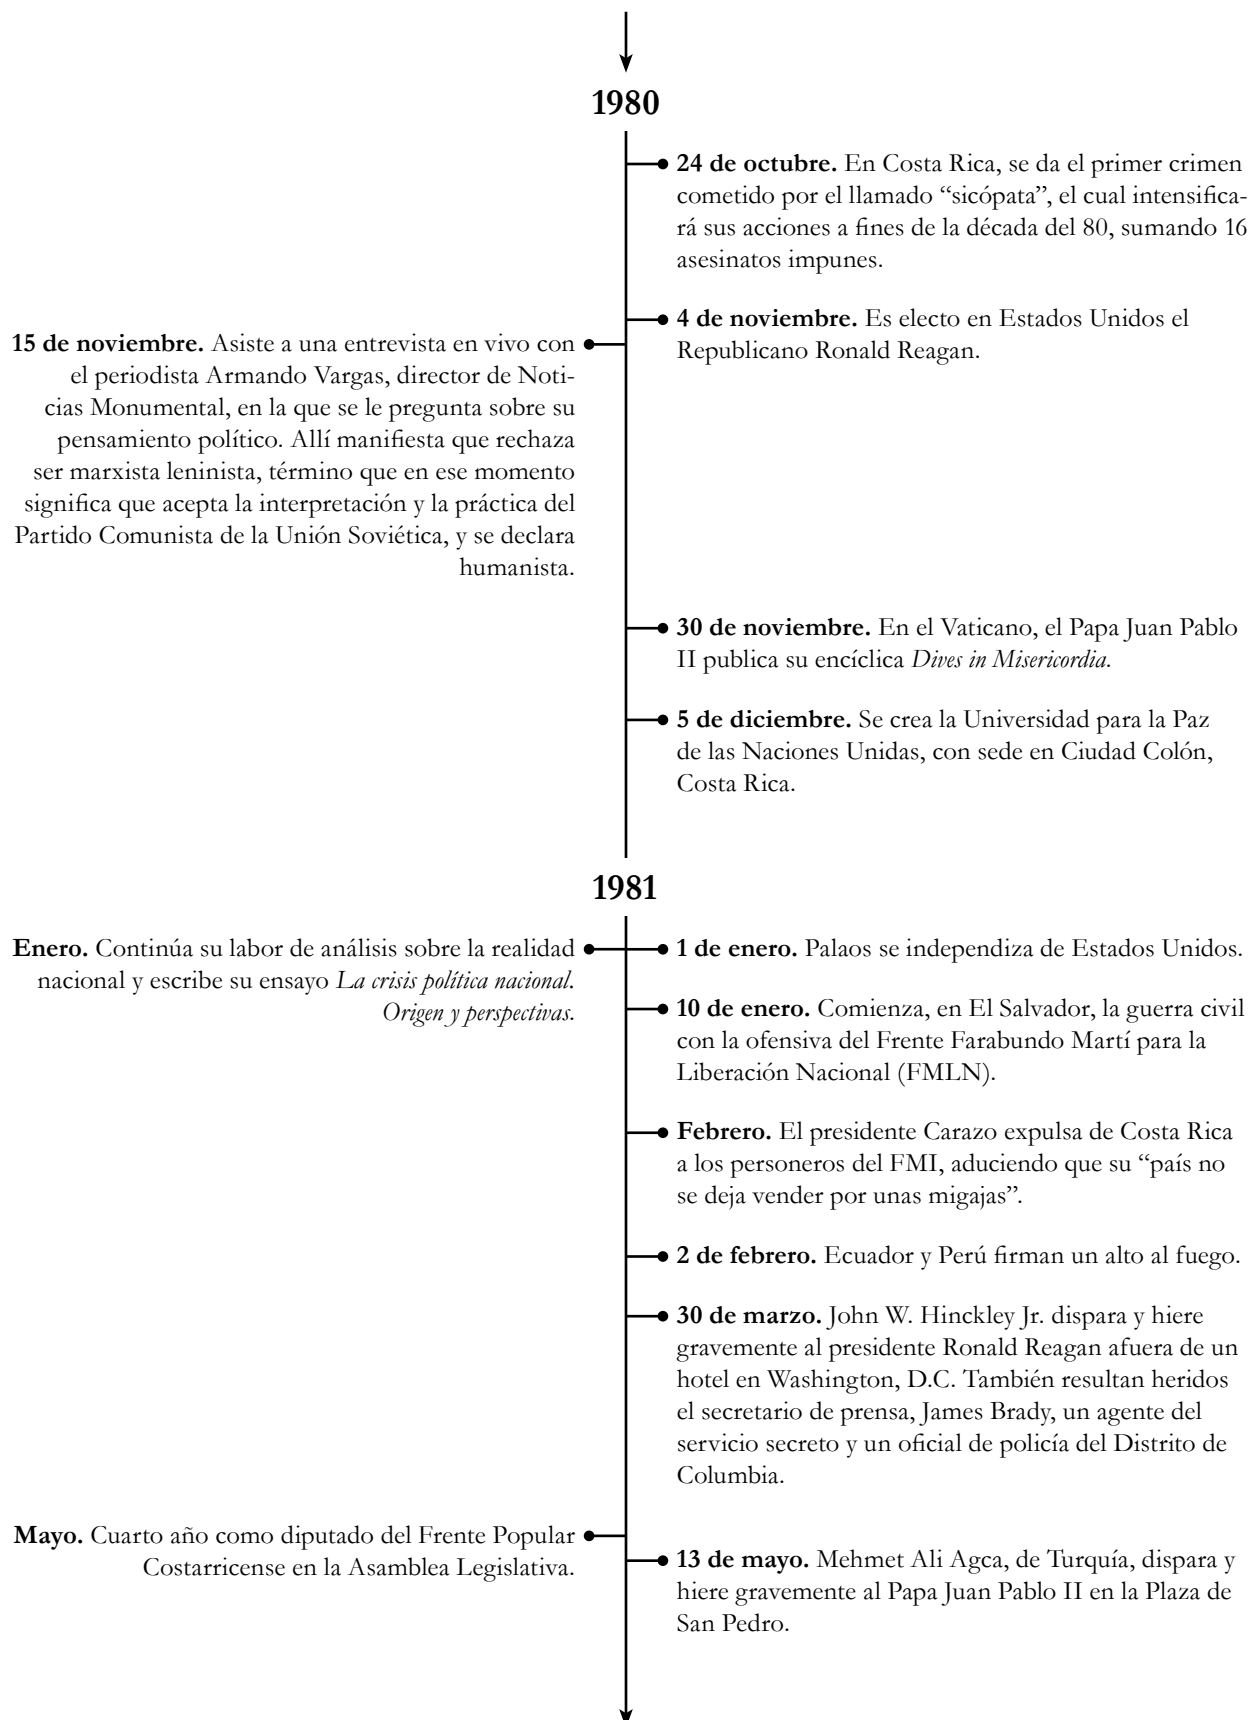 1980
24 de octubre. En Costa Rica, se da el primer crimen
cometido por el llamado “sicópata”, el cual intensifica-
rá sus acciones a fines de la década del 80, sumando 16
asesinatos impunes.
4 de noviembre. Es electo en Estados Unidos el
Republicano Ronald Reagan.
15 de noviembre. Asiste a una entrevista en vivo con
el periodista Armando Vargas, director de Noti-
cias Monumental, en la que se le pregunta sobre su
pensamiento político. Allí manifiesta que rechaza
ser marxista leninista, término que en ese momento
significa que acepta la interpretación y la práctica del
Partido Comunista de la Unión Soviética, y se declara
humanista.
30 de noviembre. En el Vaticano, el Papa Juan Pablo
II publica su encíclica Dives in Misericordia.
5 de diciembre. Se crea la Universidad para la Paz
de las Naciones Unidas, con sede en Ciudad Colón,
Costa Rica.
1981
Enero. Continúa su labor de análisis sobre la realidad
nacional y escribe su ensayo La crisis política nacional.
Origen y perspectivas.
1 de enero. Palaos se independiza de Estados Unidos.
10 de enero. Comienza, en El Salvador, la guerra civil
con la ofensiva del Frente Farabundo Martí para la
Liberación Nacional (FMLN).
Febrero. El presidente Carazo expulsa de Costa Rica
a los personeros del FMI, aduciendo que su “país no
se deja vender por unas migajas”.
2 de febrero. Ecuador y Perú firman un alto al fuego.
30 de marzo. John W. Hinckley Jr. dispara y hiere
gravemente al presidente Ronald Reagan afuera de un
hotel en Washington, D.C. También resultan heridos
el secretario de prensa, James Brady, un agente del
servicio secreto y un oficial de policía del Distrito de
Columbia.
Mayo. Cuarto año como diputado del Frente Popular
Costarricense en la Asamblea Legislativa.
13 de mayo. Mehmet Ali Agca, de Turquía, dispara y
hiere gravemente al Papa Juan Pablo II en la Plaza de
San Pedro.